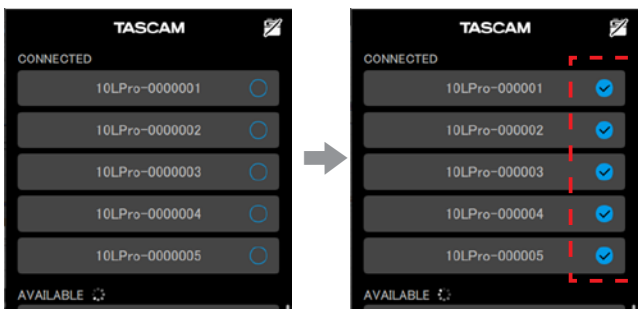 TASCAM
CONNECTED
10LPro-0000001
10LPro-0000002
10LPro-0000003
10LPro-0000004
10LPro-0000005
AVAILABLE
TASCAM
CONNECTED
10LPro-000001
10LPro-000002
10LPro-000003
10LPro-000004
10LPro-000005
AVAILABLE